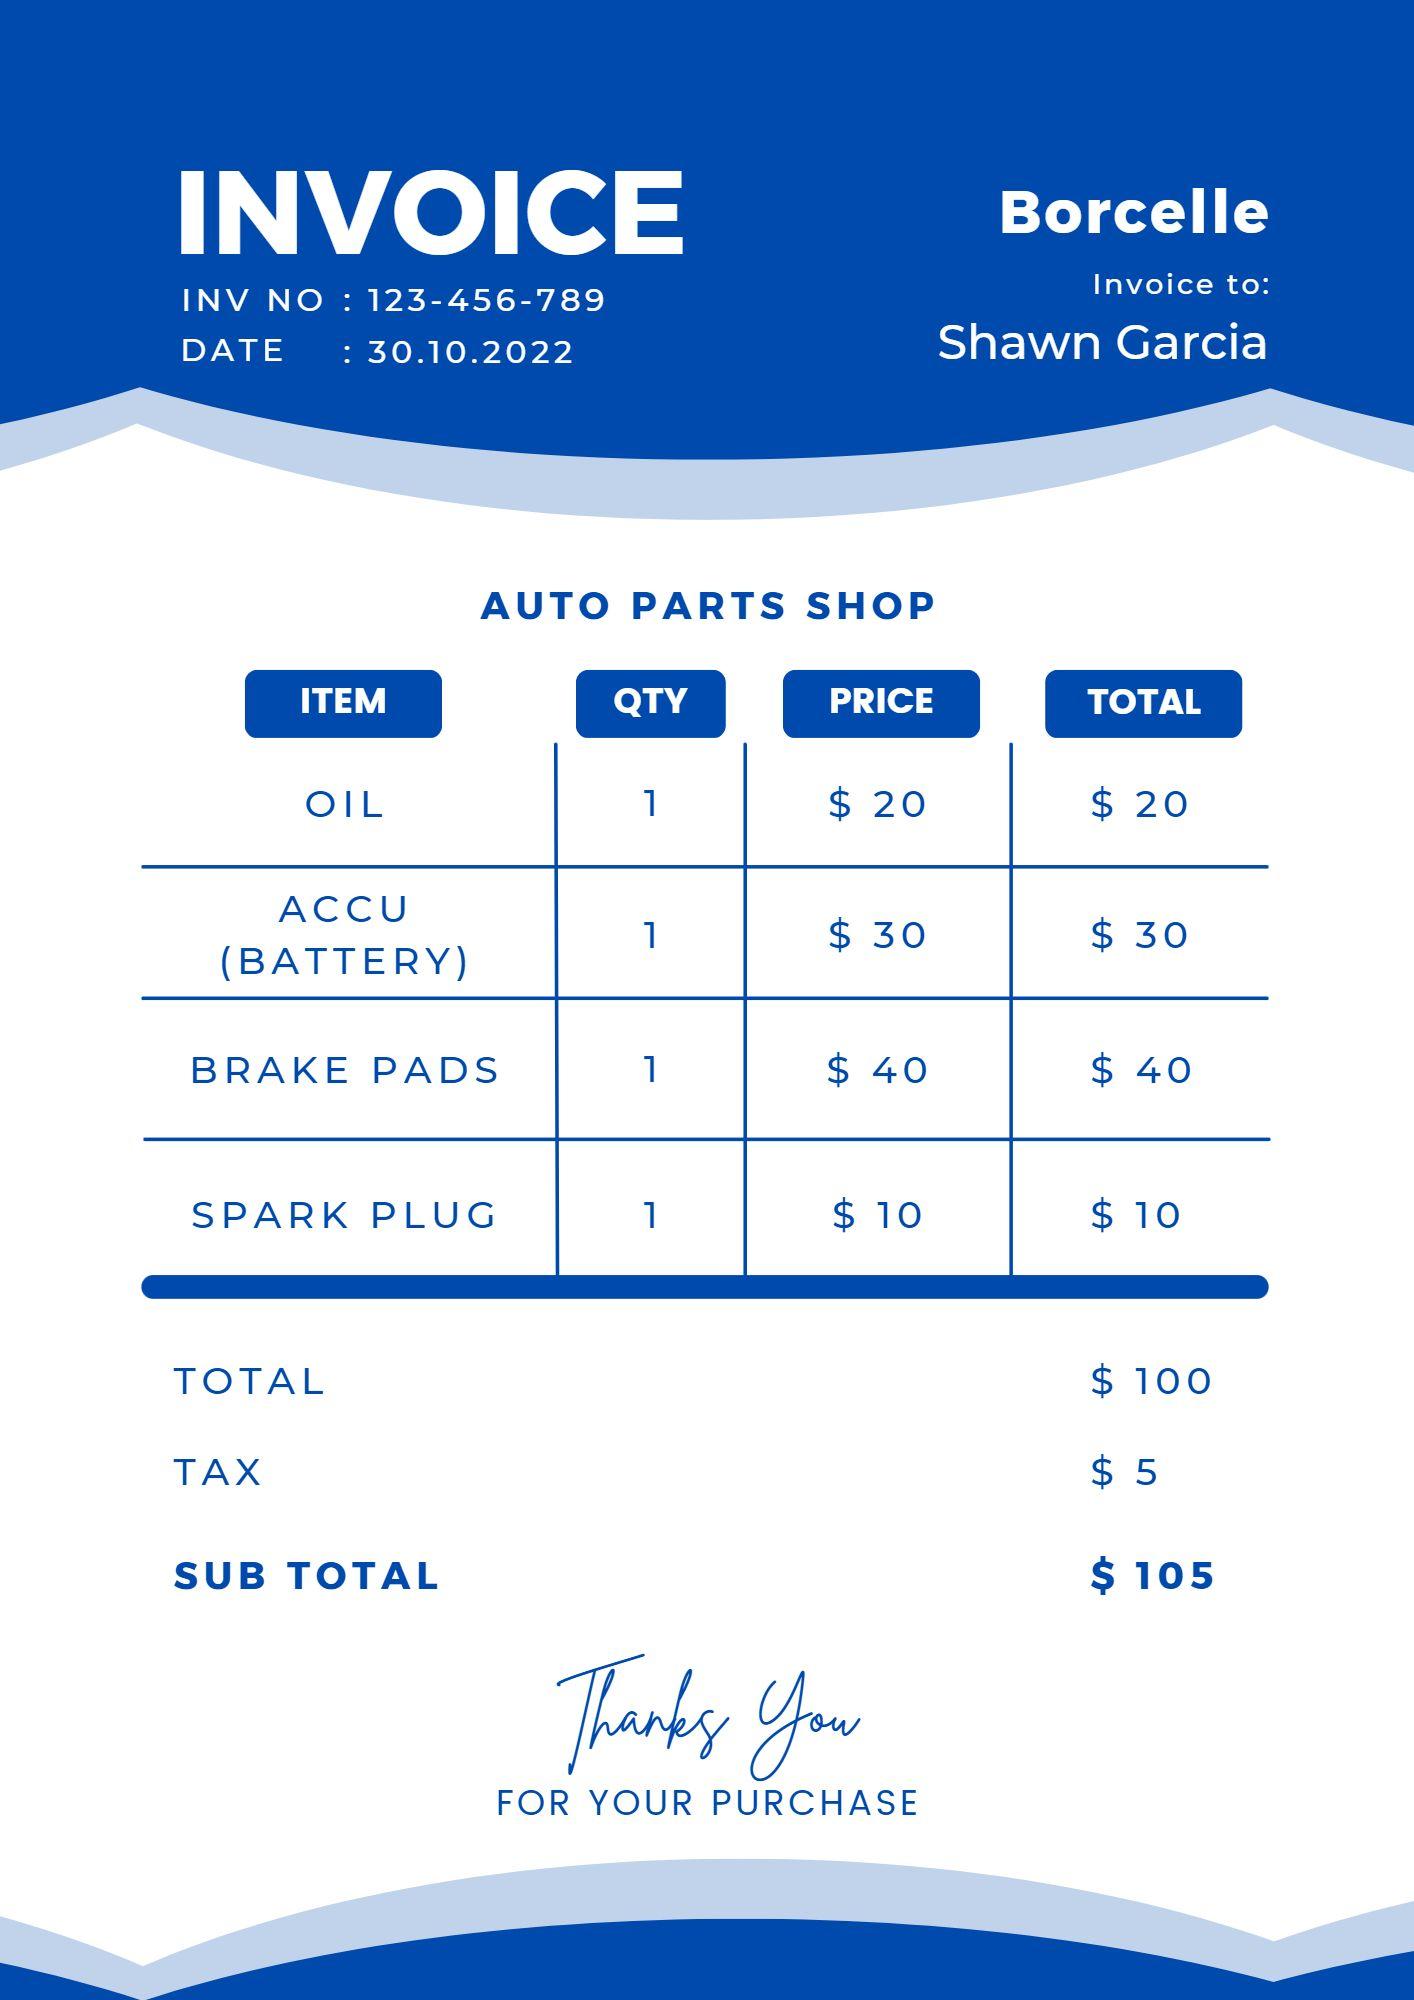 INVOICE
INV NO : 123-456-789
DATE : 30.10.2022
Borcelle
Invoice to:
Shawn Garcia
AUTO PARTS SHOP
ITEM QTY PRICE TOTAL
OIL 1 $ 20 $ 20
ACCU
(BATTERY) 1 $ 30 $ 30
BRAKE PADS 1 $ 40 $ 40
SPARK PLUG 1 $ 10 $ 10
TOTAL $ 100
TAX $ 5
SUB TOTAL $ 105
Thanks You
FOR YOUR PURCHASE